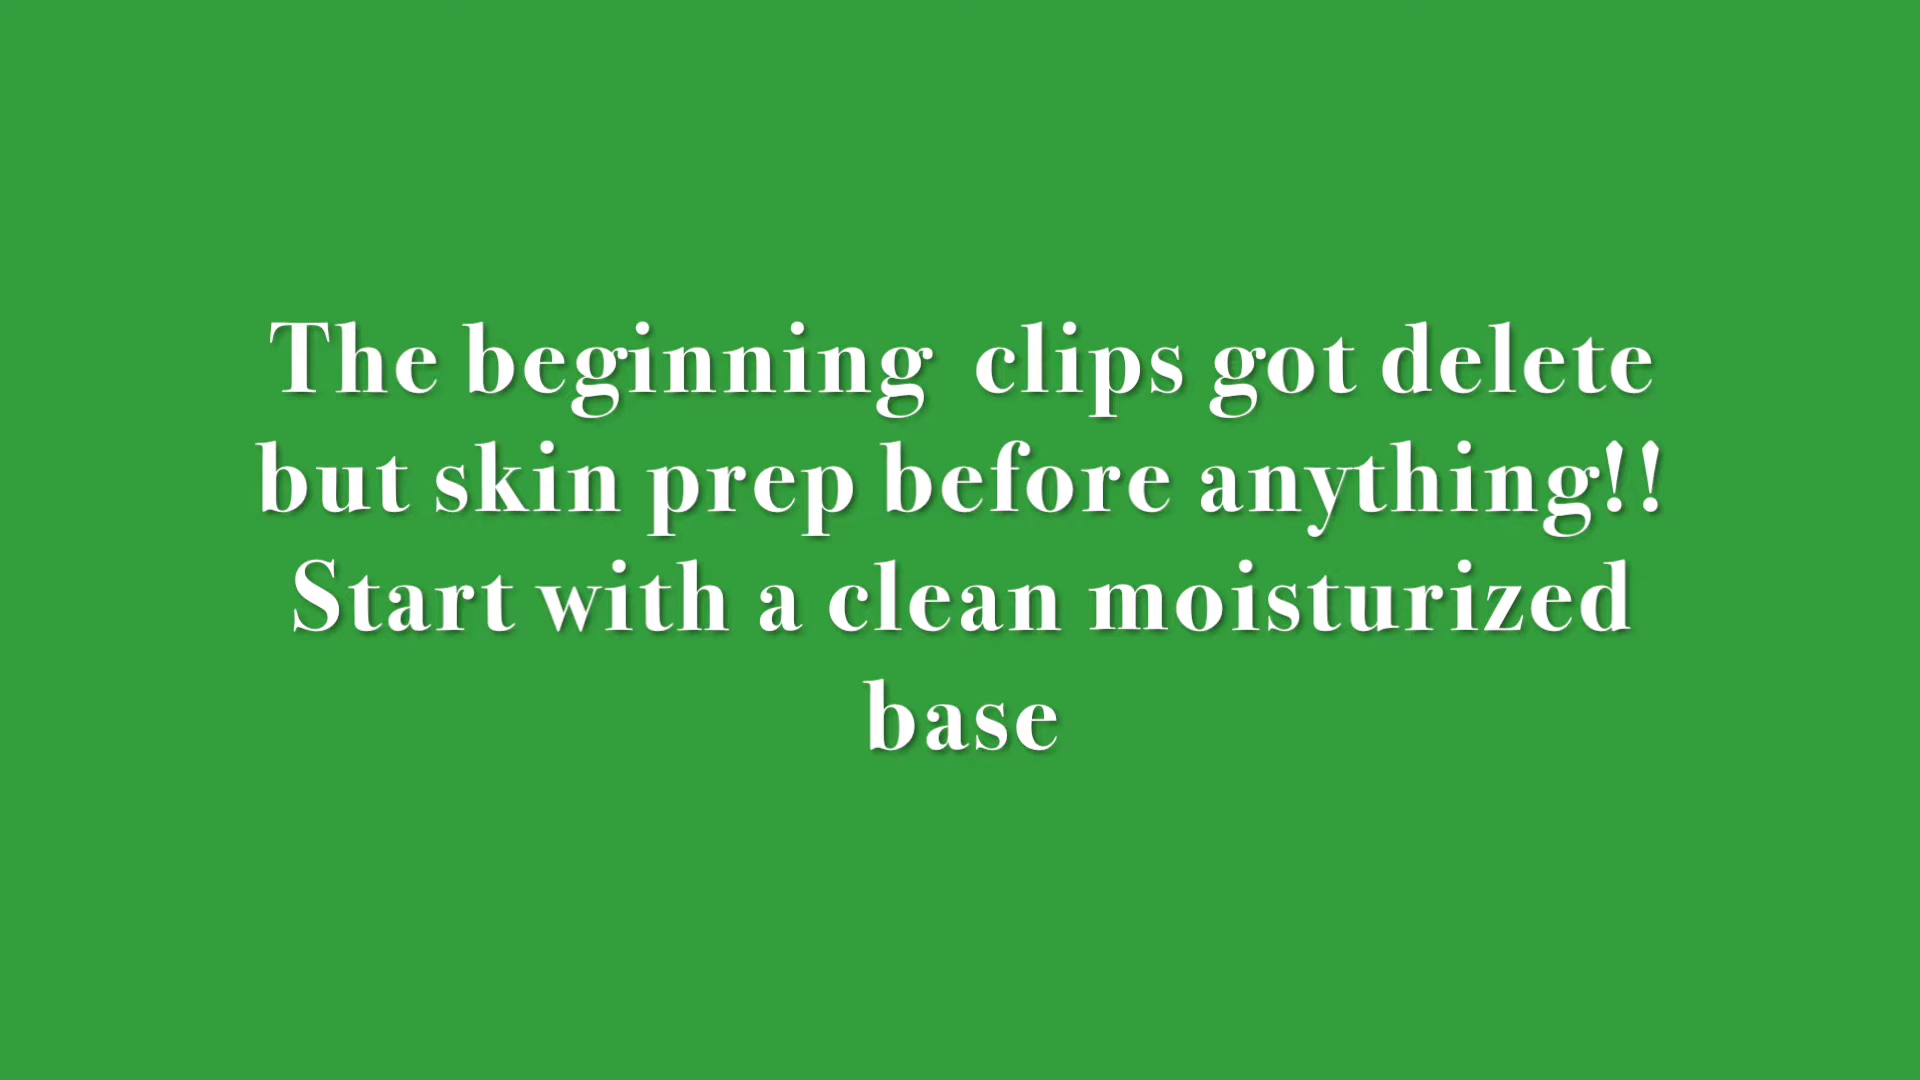 The beginning  clips got delete
but skin prep before anything!!
Start with a clean moisturized
base